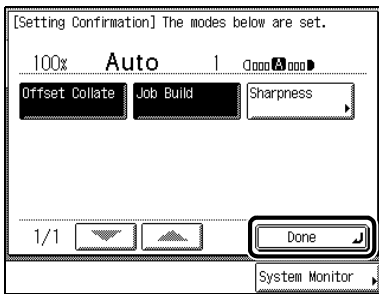 [Setting Confirmation] The modes below are set.
100% Auto 1 A
Offset Collate Job Build Sharpness
1/1 Done
System Monitor